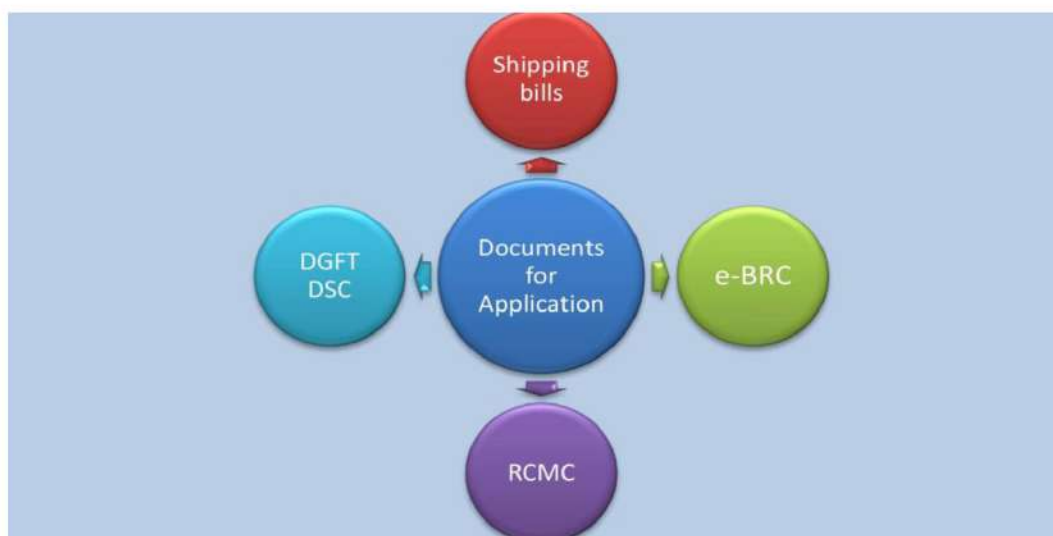 Shipping
bills
DGFT
DSC
Documents
for
Application
e-BRC
RCMC